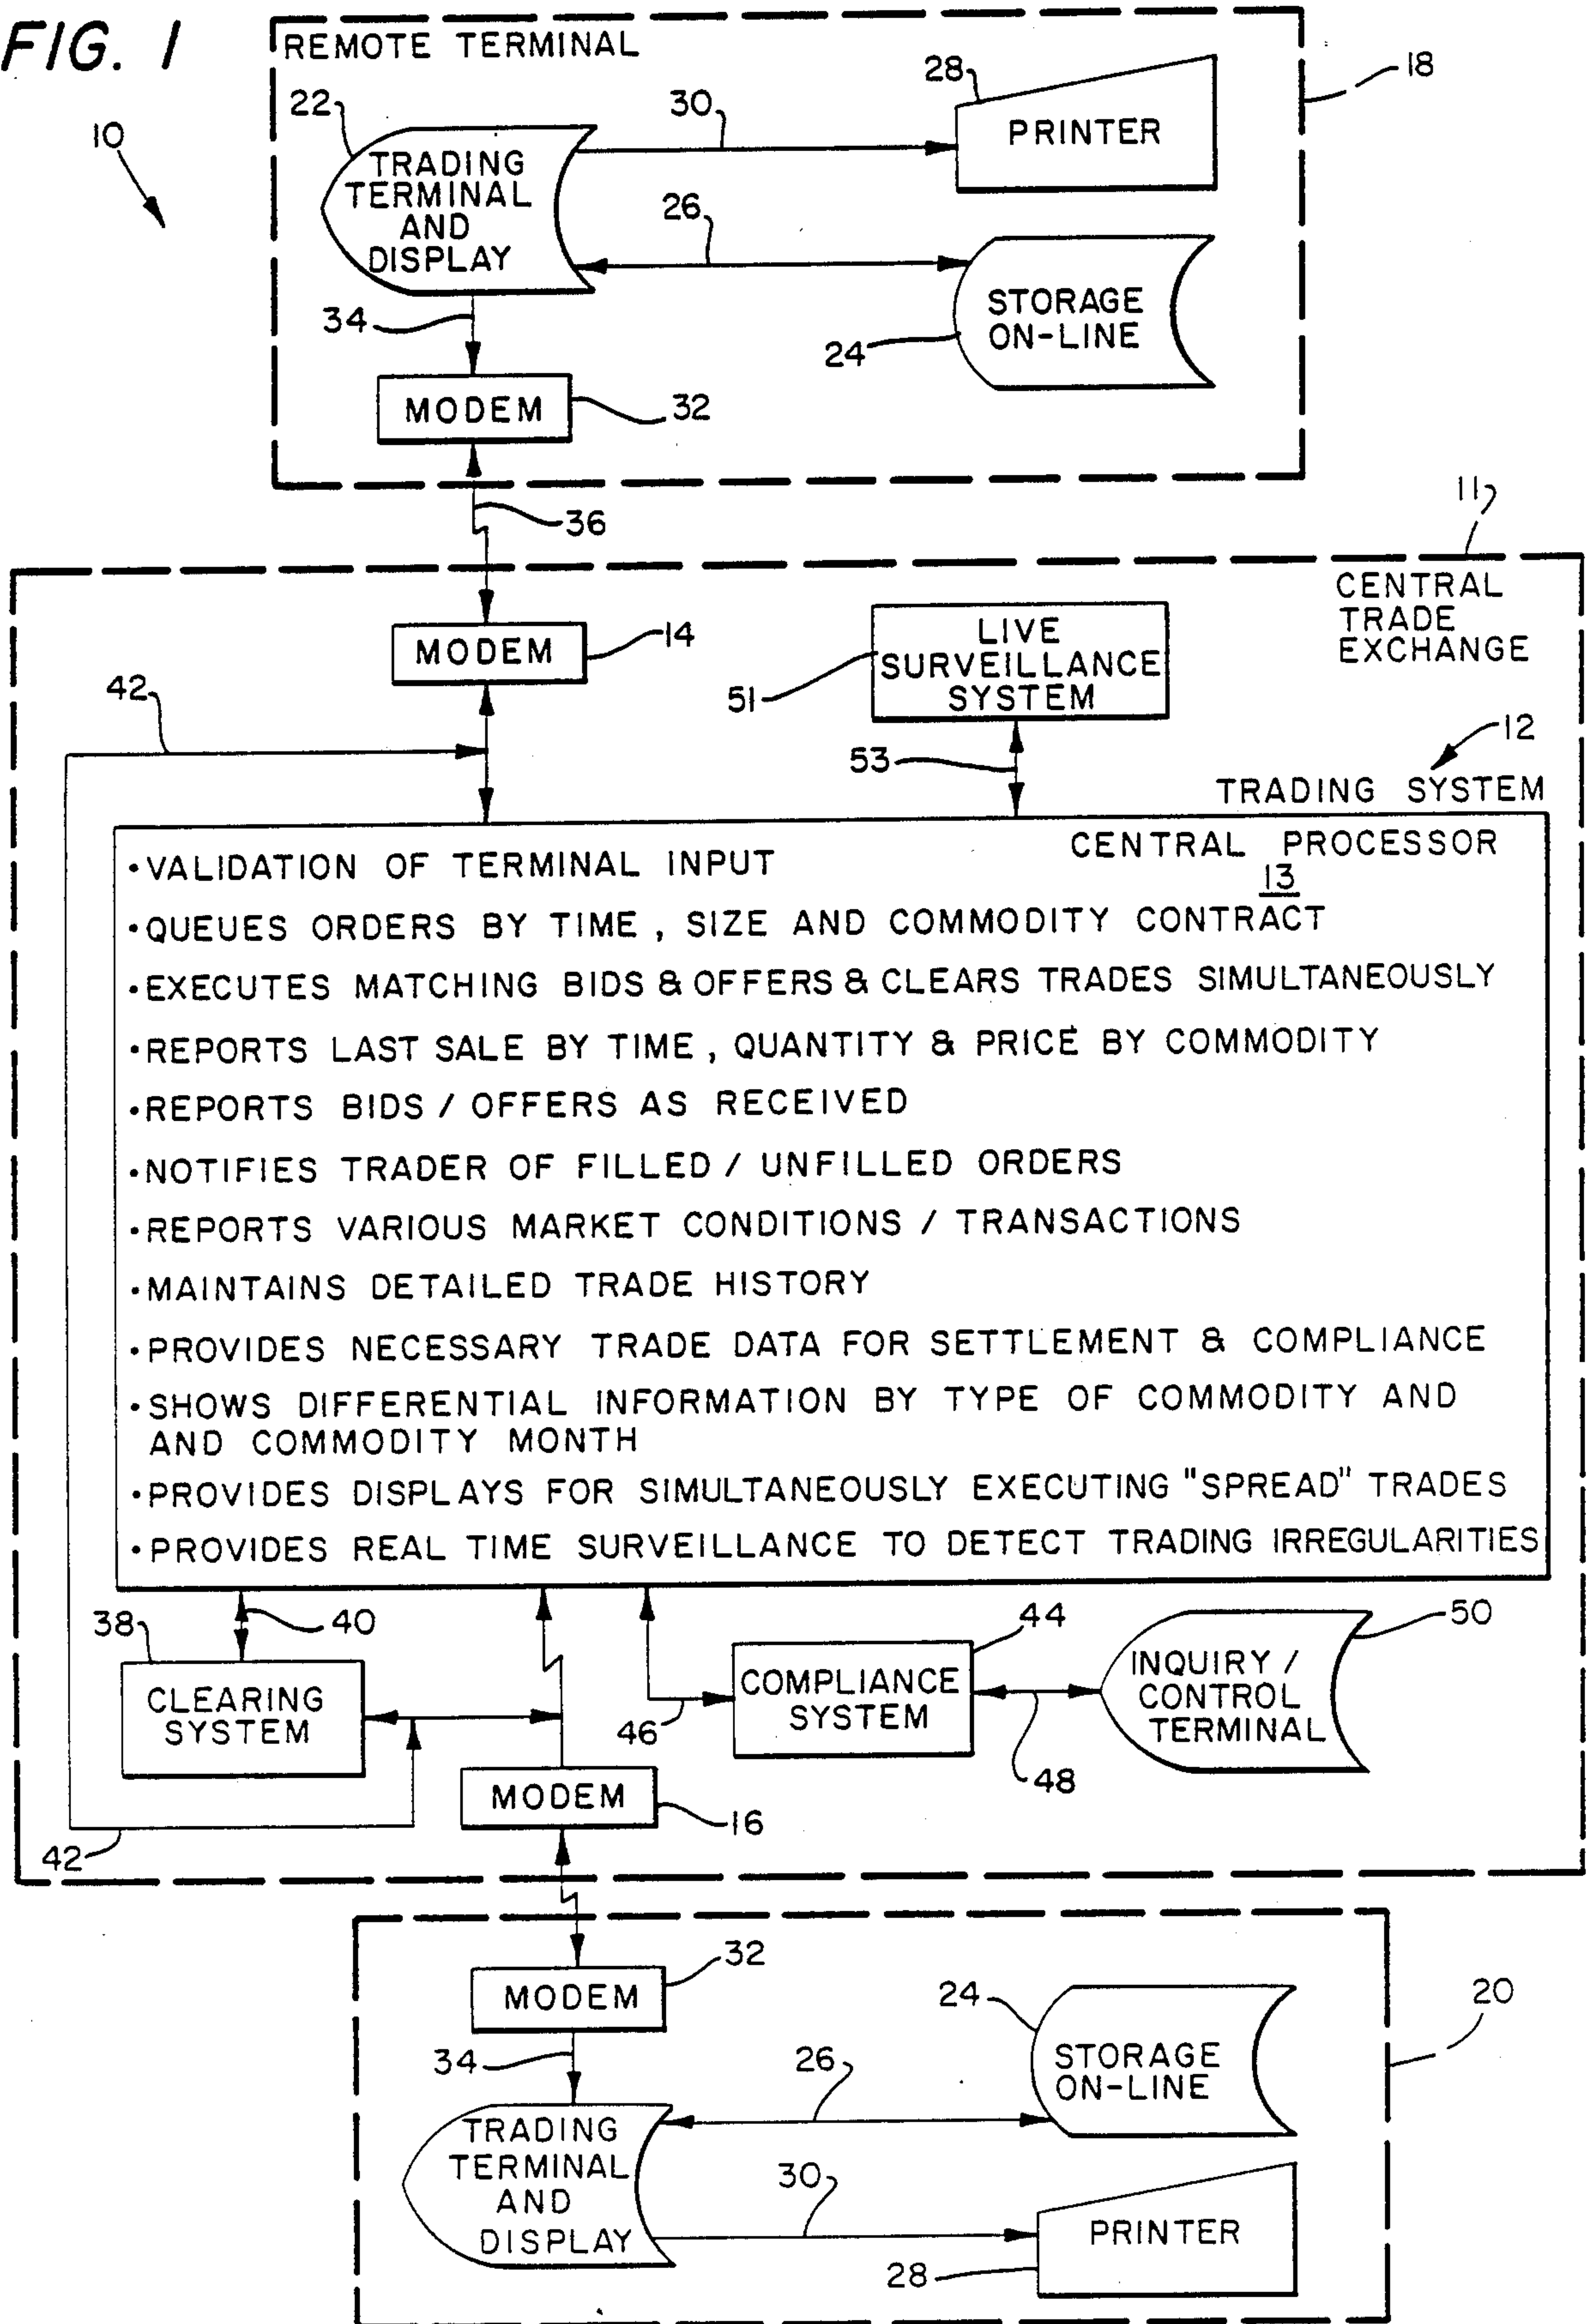 FIG. 1
REMOTE TERMINAL
18
10
22
TRADING
TERMINAL
AND
DISPLAY
30
28
PRINTER
26
STORAGE
ON-LINE
24
34
MODEM
32
36
11
CENTRAL
TRADE
EXCHANGE
MODEM
14
LIVE
SURVEILLANCE
SYSTEM
51
42
53
12
TRADING SYSTEM
CENTRAL PROCESSOR
13
•VALIDATION OF TERMINAL INPUT
•QUEUES ORDERS BY TIME, SIZE AND COMMODITY CONTRACT
•EXECUTES MATCHING BIDS & OFFERS & CLEARS TRADES SIMULTANEOUSLY
•REPORTS LAST SALE BY TIME, QUANTITY & PRICE BY COMMODITY
•REPORTS BIDS / OFFERS AS RECEIVED
•NOTIFIES TRADER OF FILLED / UNFILLED ORDERS
•REPORTS VARIOUS MARKET CONDITIONS / TRANSACTIONS
•MAINTAINS DETAILED TRADE HISTORY
•PROVIDES NECESSARY TRADE DATA FOR SETTLEMENT & COMPLIANCE
•SHOWS DIFFERENTIAL INFORMATION BY TYPE OF COMMODITY AND
AND COMMODITY MONTH
•PROVIDES DISPLAYS FOR SIMULTANEOUSLY EXECUTING "SPREAD" TRADES
•PROVIDES REAL TIME SURVEILLANCE TO DETECT TRADING IRREGULARITIES
38
40
CLEARING
SYSTEM
44
COMPLIANCE
SYSTEM
46
48
50
INQUIRY /
CONTROL
TERMINAL
42
MODEM
16
MODEM
32
34
24
STORAGE
ON-LINE
20
26
TRADING
TERMINAL
AND
DISPLAY
30
PRINTER
28